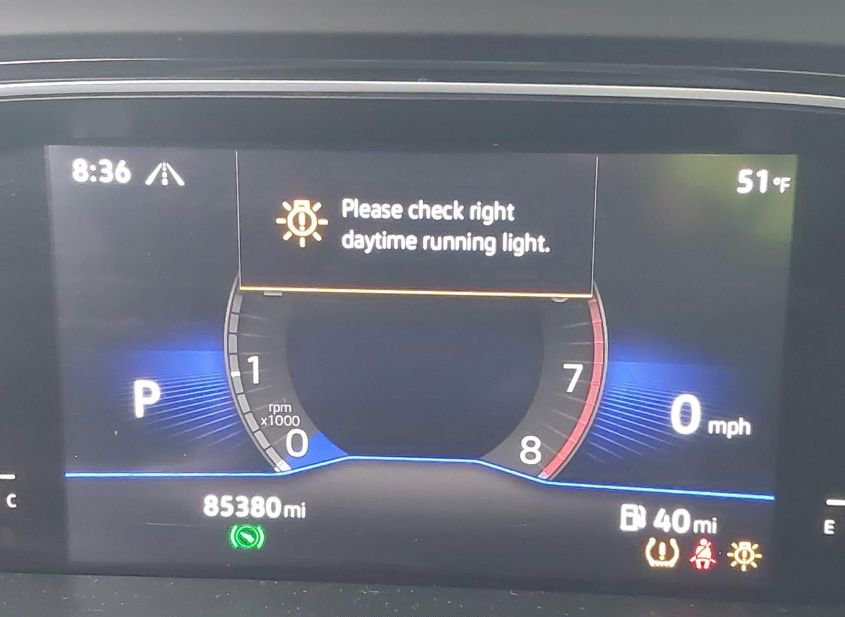 8:36
51°F
Please check right
daytime running light.
1
7
P
rpm
x1000
0
8
0 mph
C
85380mi
40mi
E